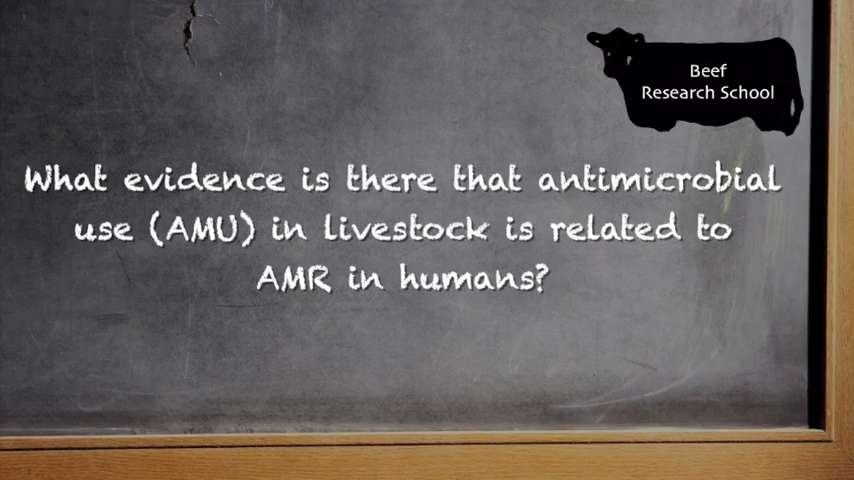 Beef
Research School
What evidence is there that antimicrobial
use (AMU) in livestock is related to
AMR in humans?